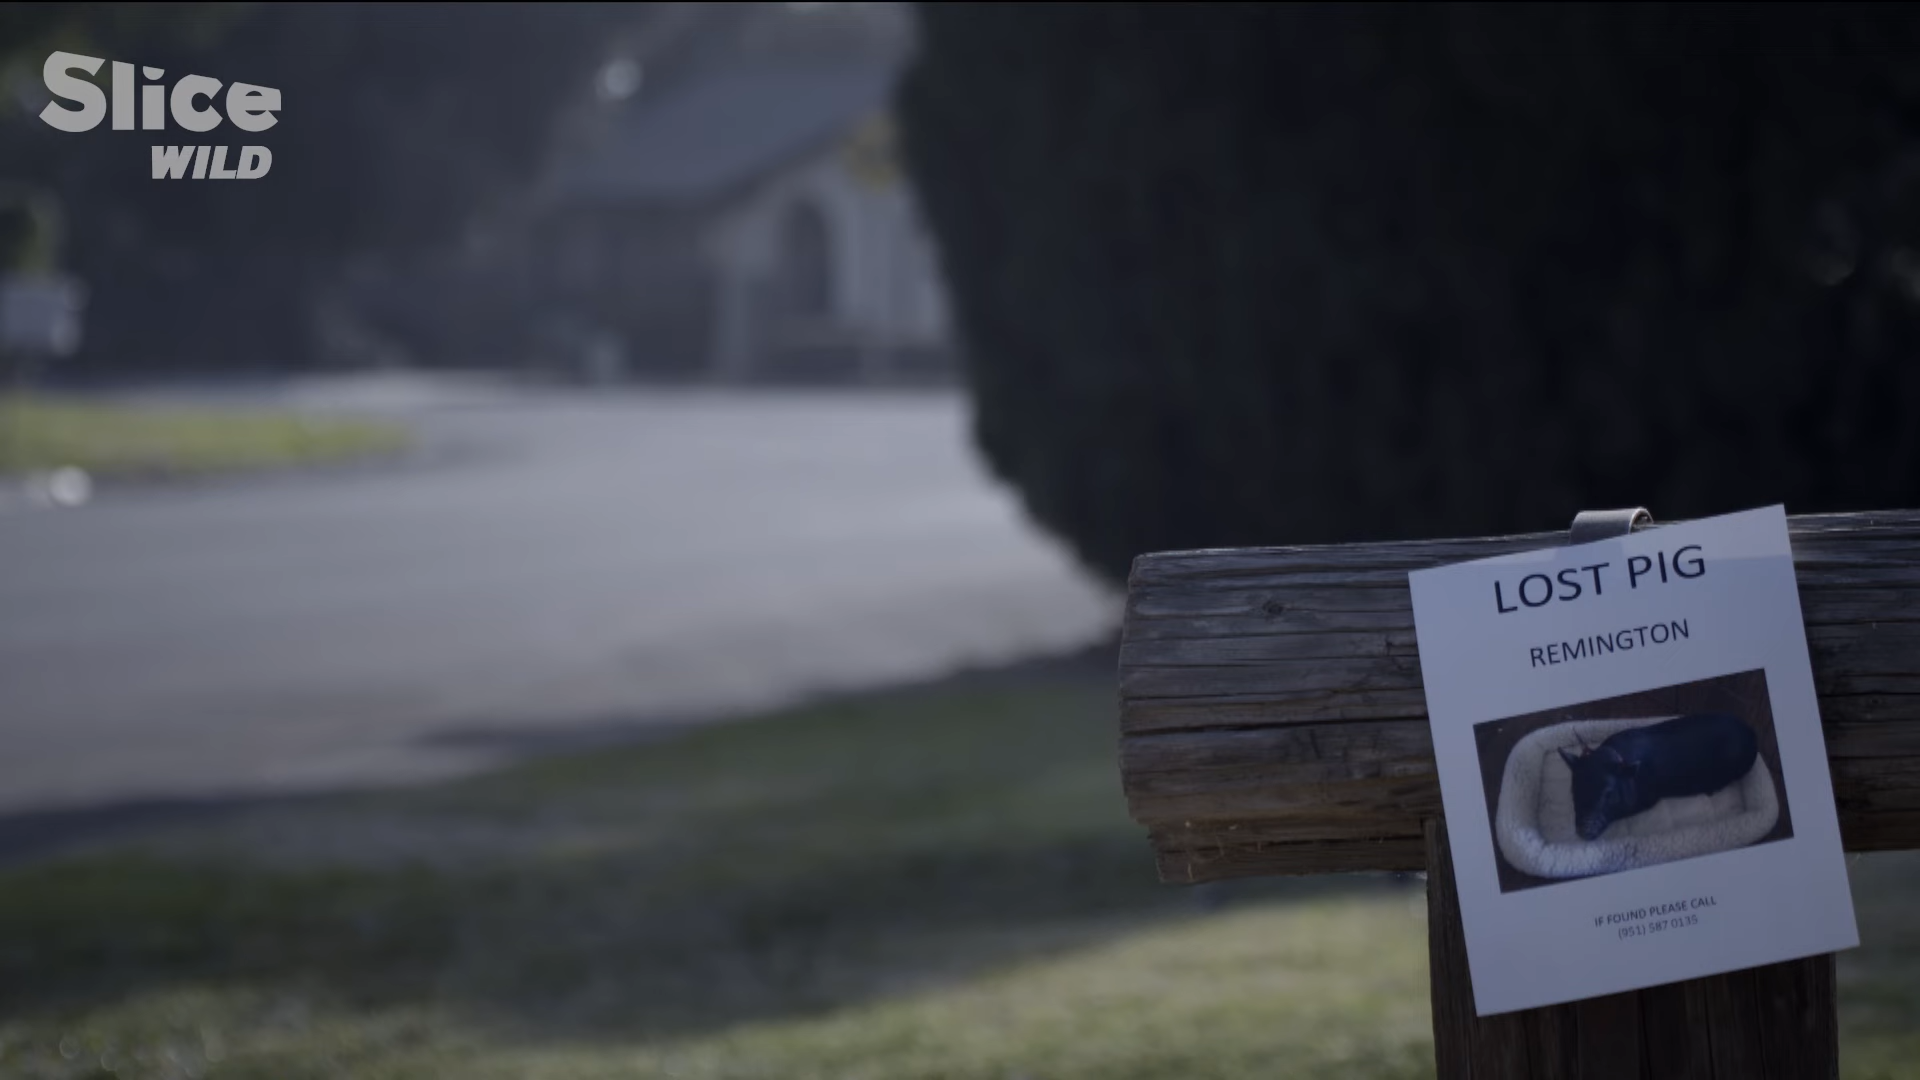 Slice
WILD
LOST PIG
REMINGTON
IF FOUND PLEASE CALL
(951) 587 0135